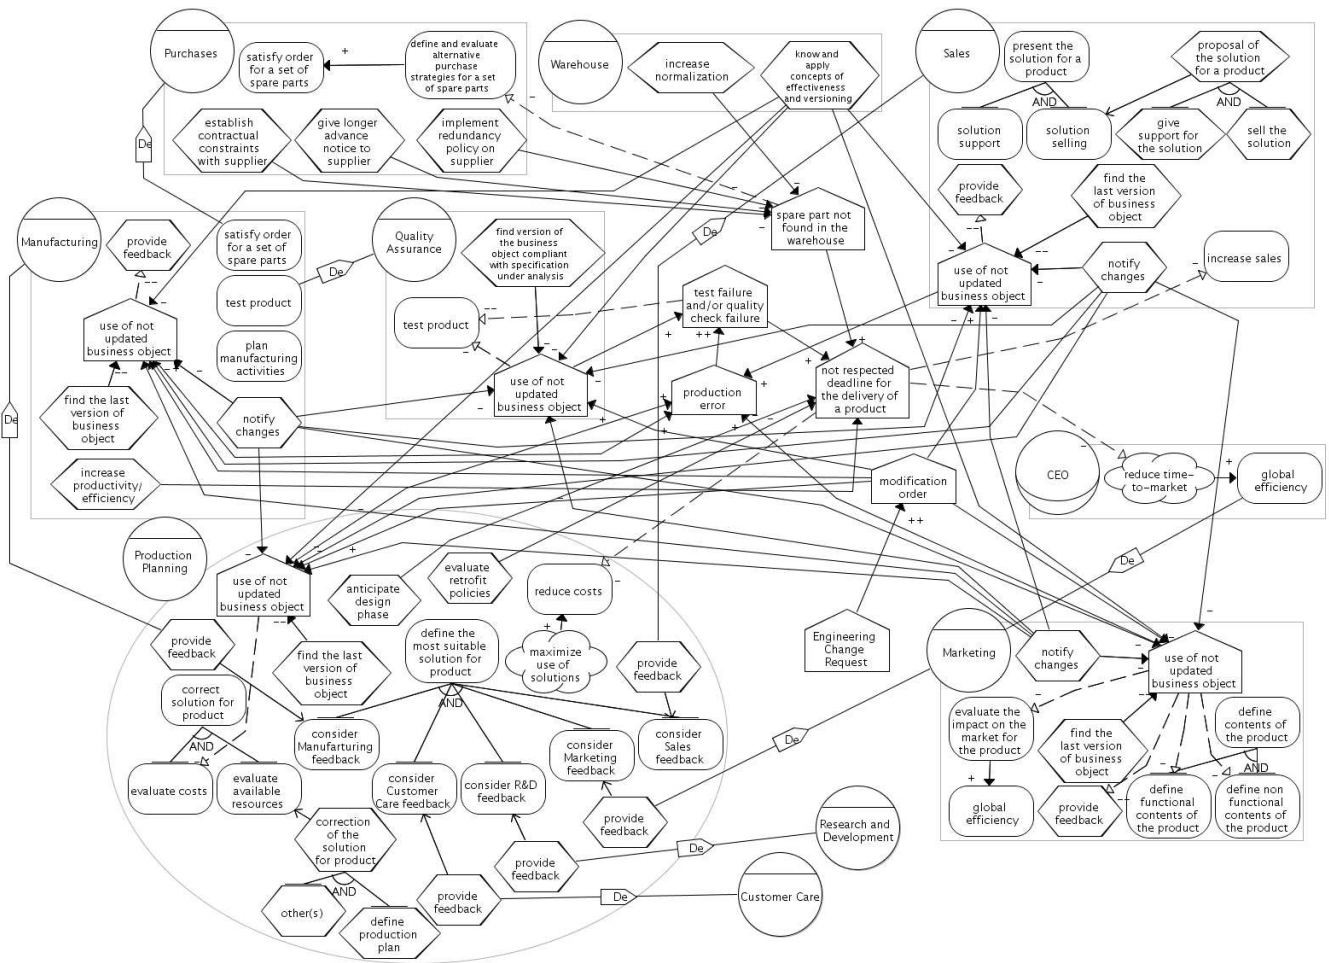 Purchases
satisfy order
for a set of
spare parts
+
define and evaluate
alternative
purchase
strategies for a set
of spare parts
establish
contractual
constraints
with supplier
give longer
advance
notice to
supplier
implement
redundancy
policy on
supplier
De
Warehouse
increase
normalization
know and
apply
concepts of
effectiveness
and versioning
spare part not
found in the
warehouse
Sales
present the
solution for a
product
AND
solution
support
solution
selling
proposal of
the solution
for a product
AND
give
support for
the solution
sell the
solution
provide
feedback
find the
last version
of business
object
use of not
updated
business object
notify
changes
increase sales
De
Manufacturing
provide
feedback
satisfy order
for a set of
spare parts
test product
plan
manufacturing
activities
use of not
updated
business object
find the last
version of
business
object
notify
changes
increase
productivity/
efficiency
De
De
Quality
Assurance
find version of
the business
object compliant
with specification
under analysis
test product
use of not
updated
business object
test failure
and/or quality
check failure
++
production
error
not respected
deadline for
the delivery of
a product
modification
order
++
Engineering
Change
Request
CEO
reduce time-
to-market
+
global
efficiency
De
Production
Planning
use of not
updated
business object
anticipate
design
phase
evaluate
retrofit
policies
reduce costs
+
maximize
use of
solutions
provide
feedback
find the last
version of
business
object
define the
most suitable
solution for
product
AND
provide
feedback
correct
solution for
product
AND
evaluate costs
evaluate
available
resources
consider
Manufarturing
feedback
consider
Customer
Care feedback
consider R&D
feedback
consider
Marketing
feedback
consider
Sales
feedback
correction
of the
solution
for product
AND
other(s)
define
production
plan
provide
feedback
provide
feedback
provide
feedback
De
De
De
Research and
Development
Customer Care
Marketing
notify
changes
use of not
updated
business object
evaluate the
impact on the
market for
the product
+
global
efficiency
find the
last version
of business
object
provide
feedback
define
contents of
the product
AND
define
functional
contents of
the product
define non
functional
contents of
the product